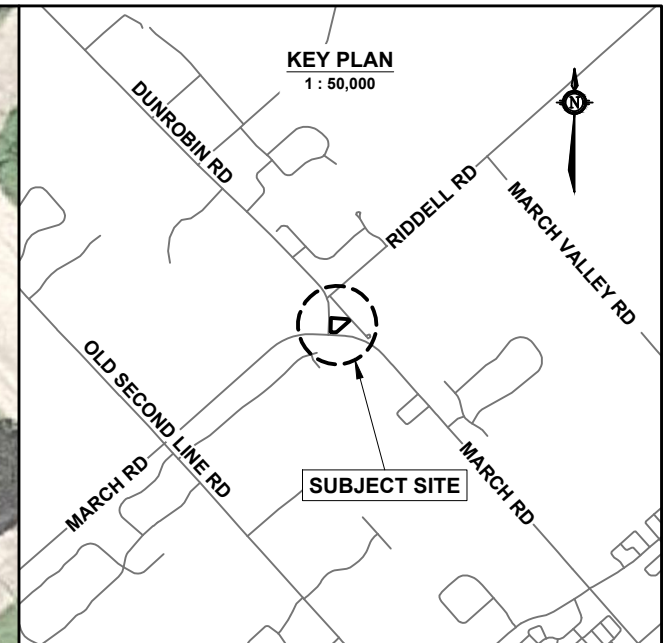 KEY PLAN
1 : 50,000
N
DUNROBIN RD
RIDDELL RD
MARCH VALLEY RD
OLD SECOND LINE RD
MARCH RD
SUBJECT SITE
MARCH RD